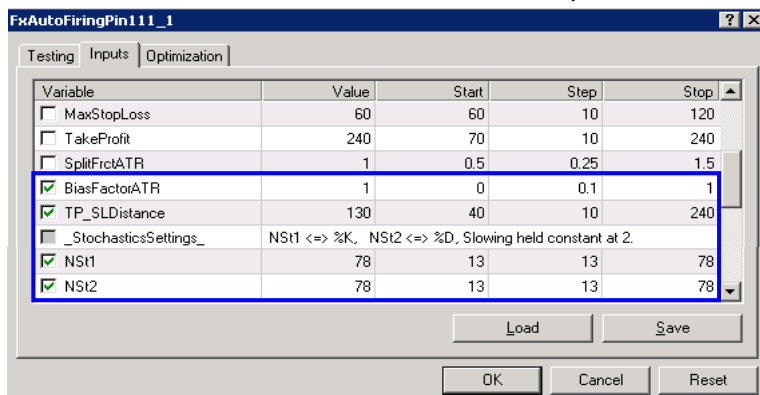 FxAutoFiringPin111_1
Testing Inputs Optimization
Variable Value Start Step Stop
MaxStopLoss 60 60 10 120
TakeProfit 240 70 10 240
SplitFrctATR 1 0.5 0.25 1.5
BiasFactorATR 1 0 0.1 1
TP_SLDistance 130 40 10 240
_StochasticsSettings_ NSt1 <=> %K, NSt2 <=> %D, Slowing held constant at 2.
NSt1 78 13 13 78
NSt2 78 13 13 78
Load Save
OK Cancel Reset